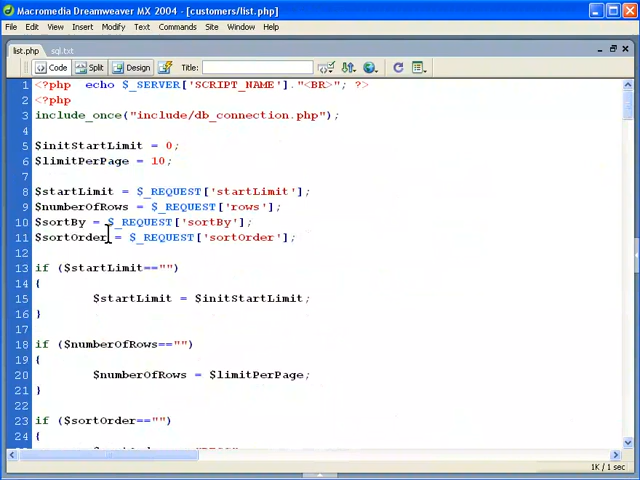 Macromedia Dreamweaver MX 2004 - [customers/list.php]
File Edit View Insert Modify Text Commands Site Window Help
list.php sql.txt
Code Split Design Title:
1 <?php echo $_SERVER['SCRIPT_NAME']."<BR>"; ?>
2 <?php
3 include_once("include/db_connection.php");
4
5 $initStartLimit = 0;
6 $limitPerPage = 10;
7
8 $startLimit = $_REQUEST['startLimit'];
9 $numberOfRows = $_REQUEST['rows'];
10 $sortBy = $_REQUEST['sortBy'];
11 $sortOrder = $_REQUEST['sortOrder'];
12
13 if ($startLimit=="")
14 {
15 $startLimit = $initStartLimit;
16 }
17
18 if ($numberOfRows=="")
19 {
20 $numberOfRows = $limitPerPage;
21 }
22
23 if ($sortOrder=="")
24 {
1K / 1 sec